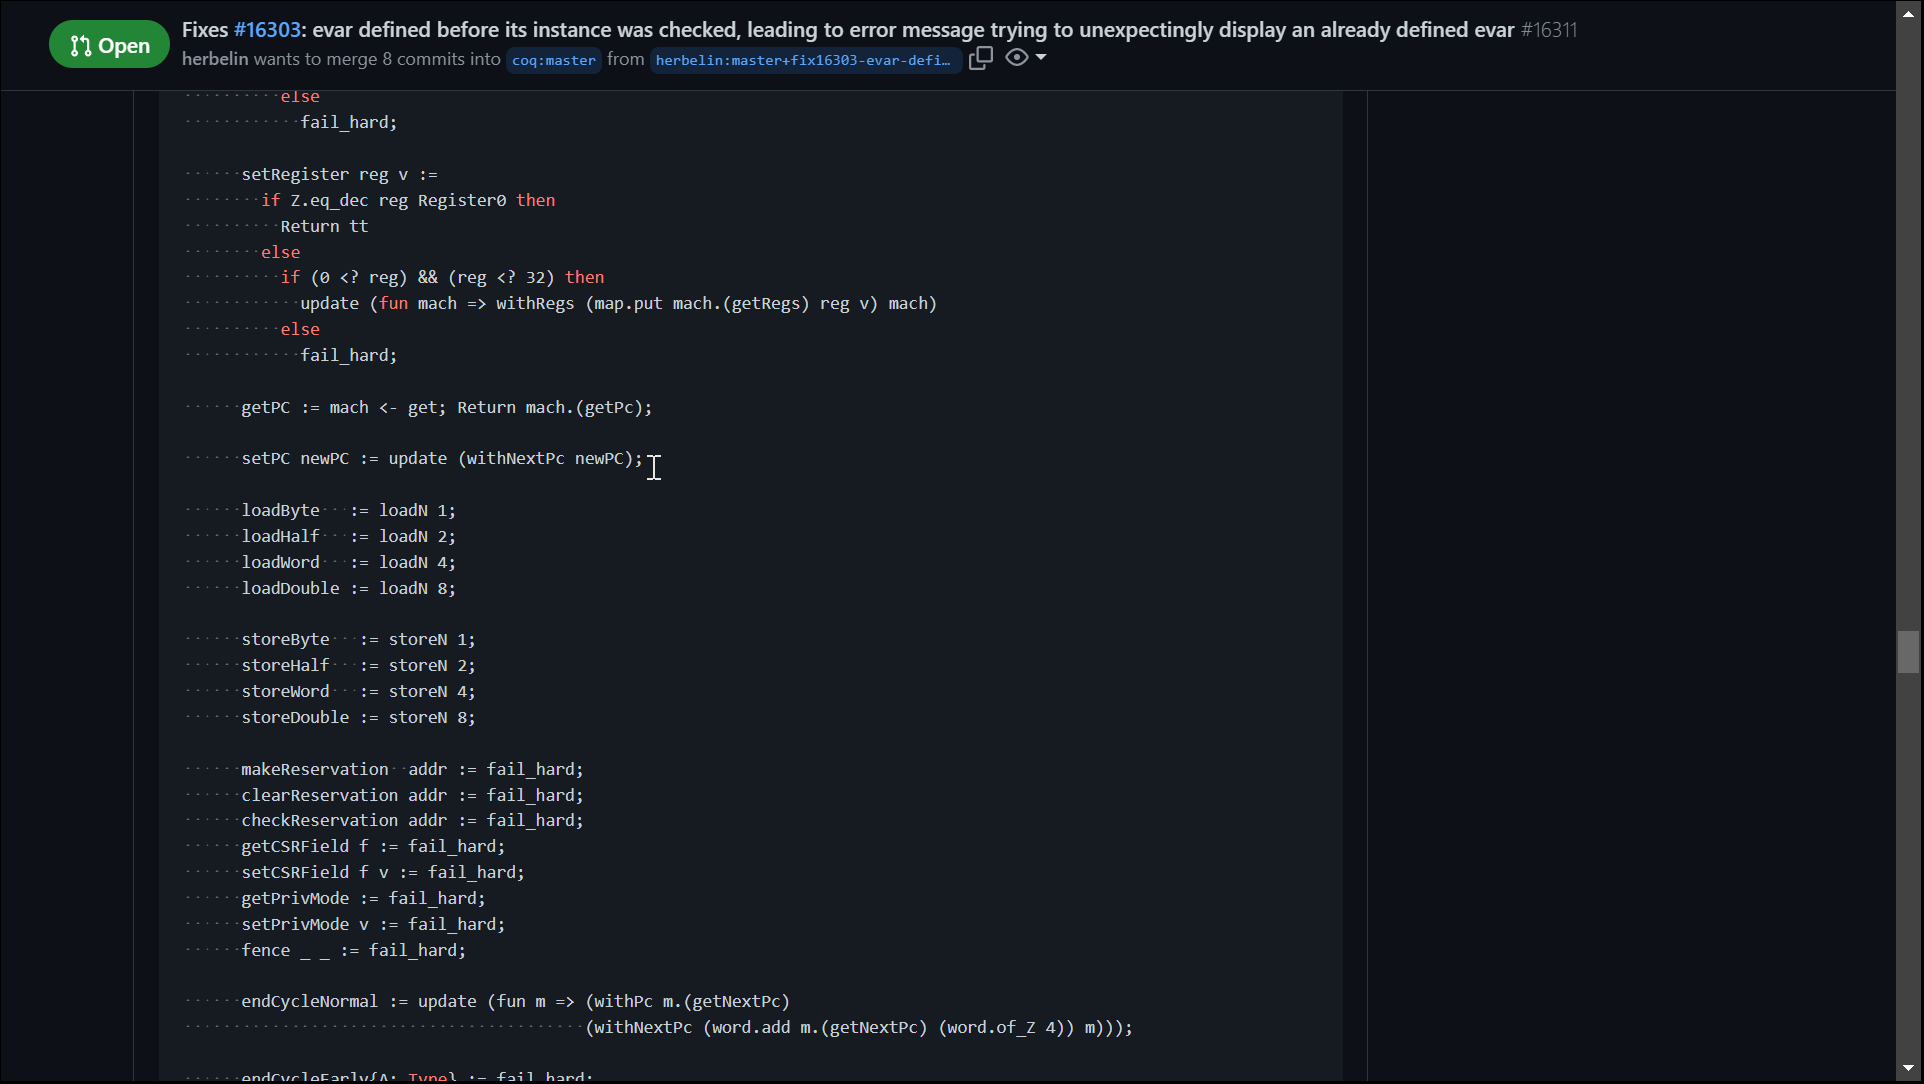 Open
Fixes #16303: evar defined before its instance was checked, leading to error message trying to unexpectingly display an already defined evar #16311
herbelin wants to merge 8 commits into coq:master from herbelin:master+fix16303-evar-defi…
else
fail_hard;
setRegister reg v :=
if Z.eq_dec reg Register0 then
Return tt
else
if (0 <? reg) && (reg <? 32) then
update (fun mach => withRegs (map.put mach.(getRegs) reg v) mach)
else
fail_hard;
getPC := mach <- get; Return mach.(getPc);
setPC newPC := update (withNextPc newPC);
loadByte   := loadN 1;
loadHalf   := loadN 2;
loadWord   := loadN 4;
loadDouble := loadN 8;
storeByte   := storeN 1;
storeHalf   := storeN 2;
storeWord   := storeN 4;
storeDouble := storeN 8;
makeReservation  addr := fail_hard;
clearReservation addr := fail_hard;
checkReservation addr := fail_hard;
getCSRField f := fail_hard;
setCSRField f v := fail_hard;
getPrivMode := fail_hard;
setPrivMode v := fail_hard;
fence _ _ := fail_hard;
endCycleNormal := update (fun m => (withPc m.(getNextPc)
(withNextPc (word.add m.(getNextPc) (word.of_Z 4)) m)));
endCycleEarly{A: Type} := fail_hard;